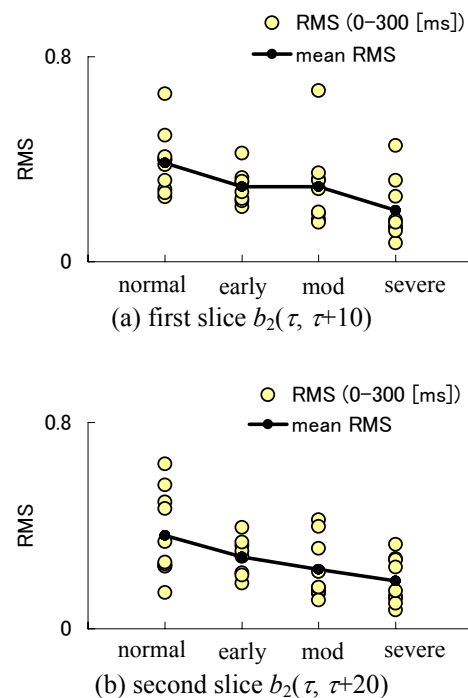 RMS (0-300 [ms])
mean RMS
0.8
RMS
0
normal early mod severe
(a) first slice b₂(τ, τ+10)
RMS (0-300 [ms])
mean RMS
0.8
RMS
0
normal early mod severe
(b) second slice b₂(τ, τ+20)